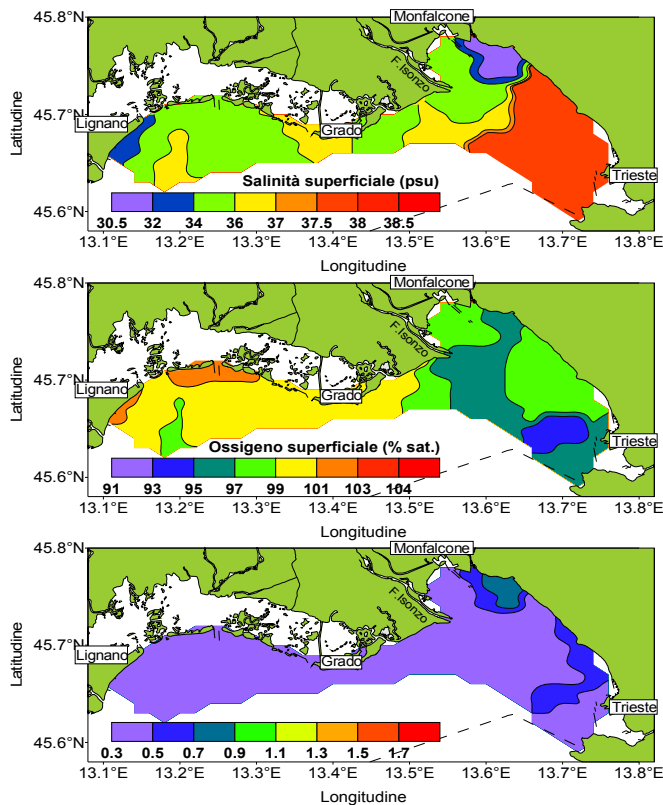 Monfalcone
45.8°N
F. Isonzo
45.7°N
Latitudine
Lignano
Grado
Trieste
Salinità superficiale (psu)
45.6°N
30.5 32 34 36 37 37.5 38 38.5
13.1°E 13.2°E 13.3°E 13.4°E 13.5°E 13.6°E 13.7°E 13.8°E
Longitudine
Monfalcone
45.8°N
F. Isonzo
45.7°N
Latitudine
Lignano
Grado
Trieste
Ossigeno superficiale (% sat.)
45.6°N
91 93 95 97 99 101 103 104
13.1°E 13.2°E 13.3°E 13.4°E 13.5°E 13.6°E 13.7°E 13.8°E
Longitudine
Monfalcone
45.8°N
F. Isonzo
45.7°N
Latitudine
Lignano
Grado
Trieste
45.6°N
0.3 0.5 0.7 0.9 1.1 1.3 1.5 1.7
13.1°E 13.2°E 13.3°E 13.4°E 13.5°E 13.6°E 13.7°E 13.8°E
Longitudine